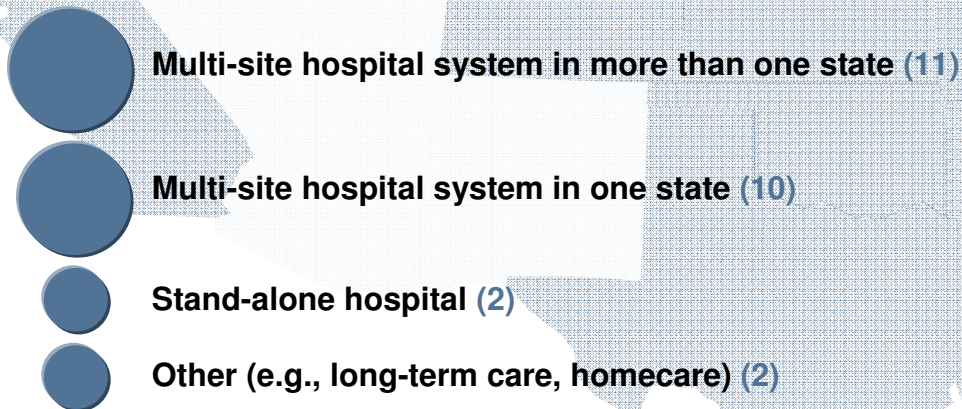 Multi-site hospital system in more than one state (11)
Multi-site hospital system in one state (10)
Stand-alone hospital (2)
Other (e.g., long-term care, homecare) (2)